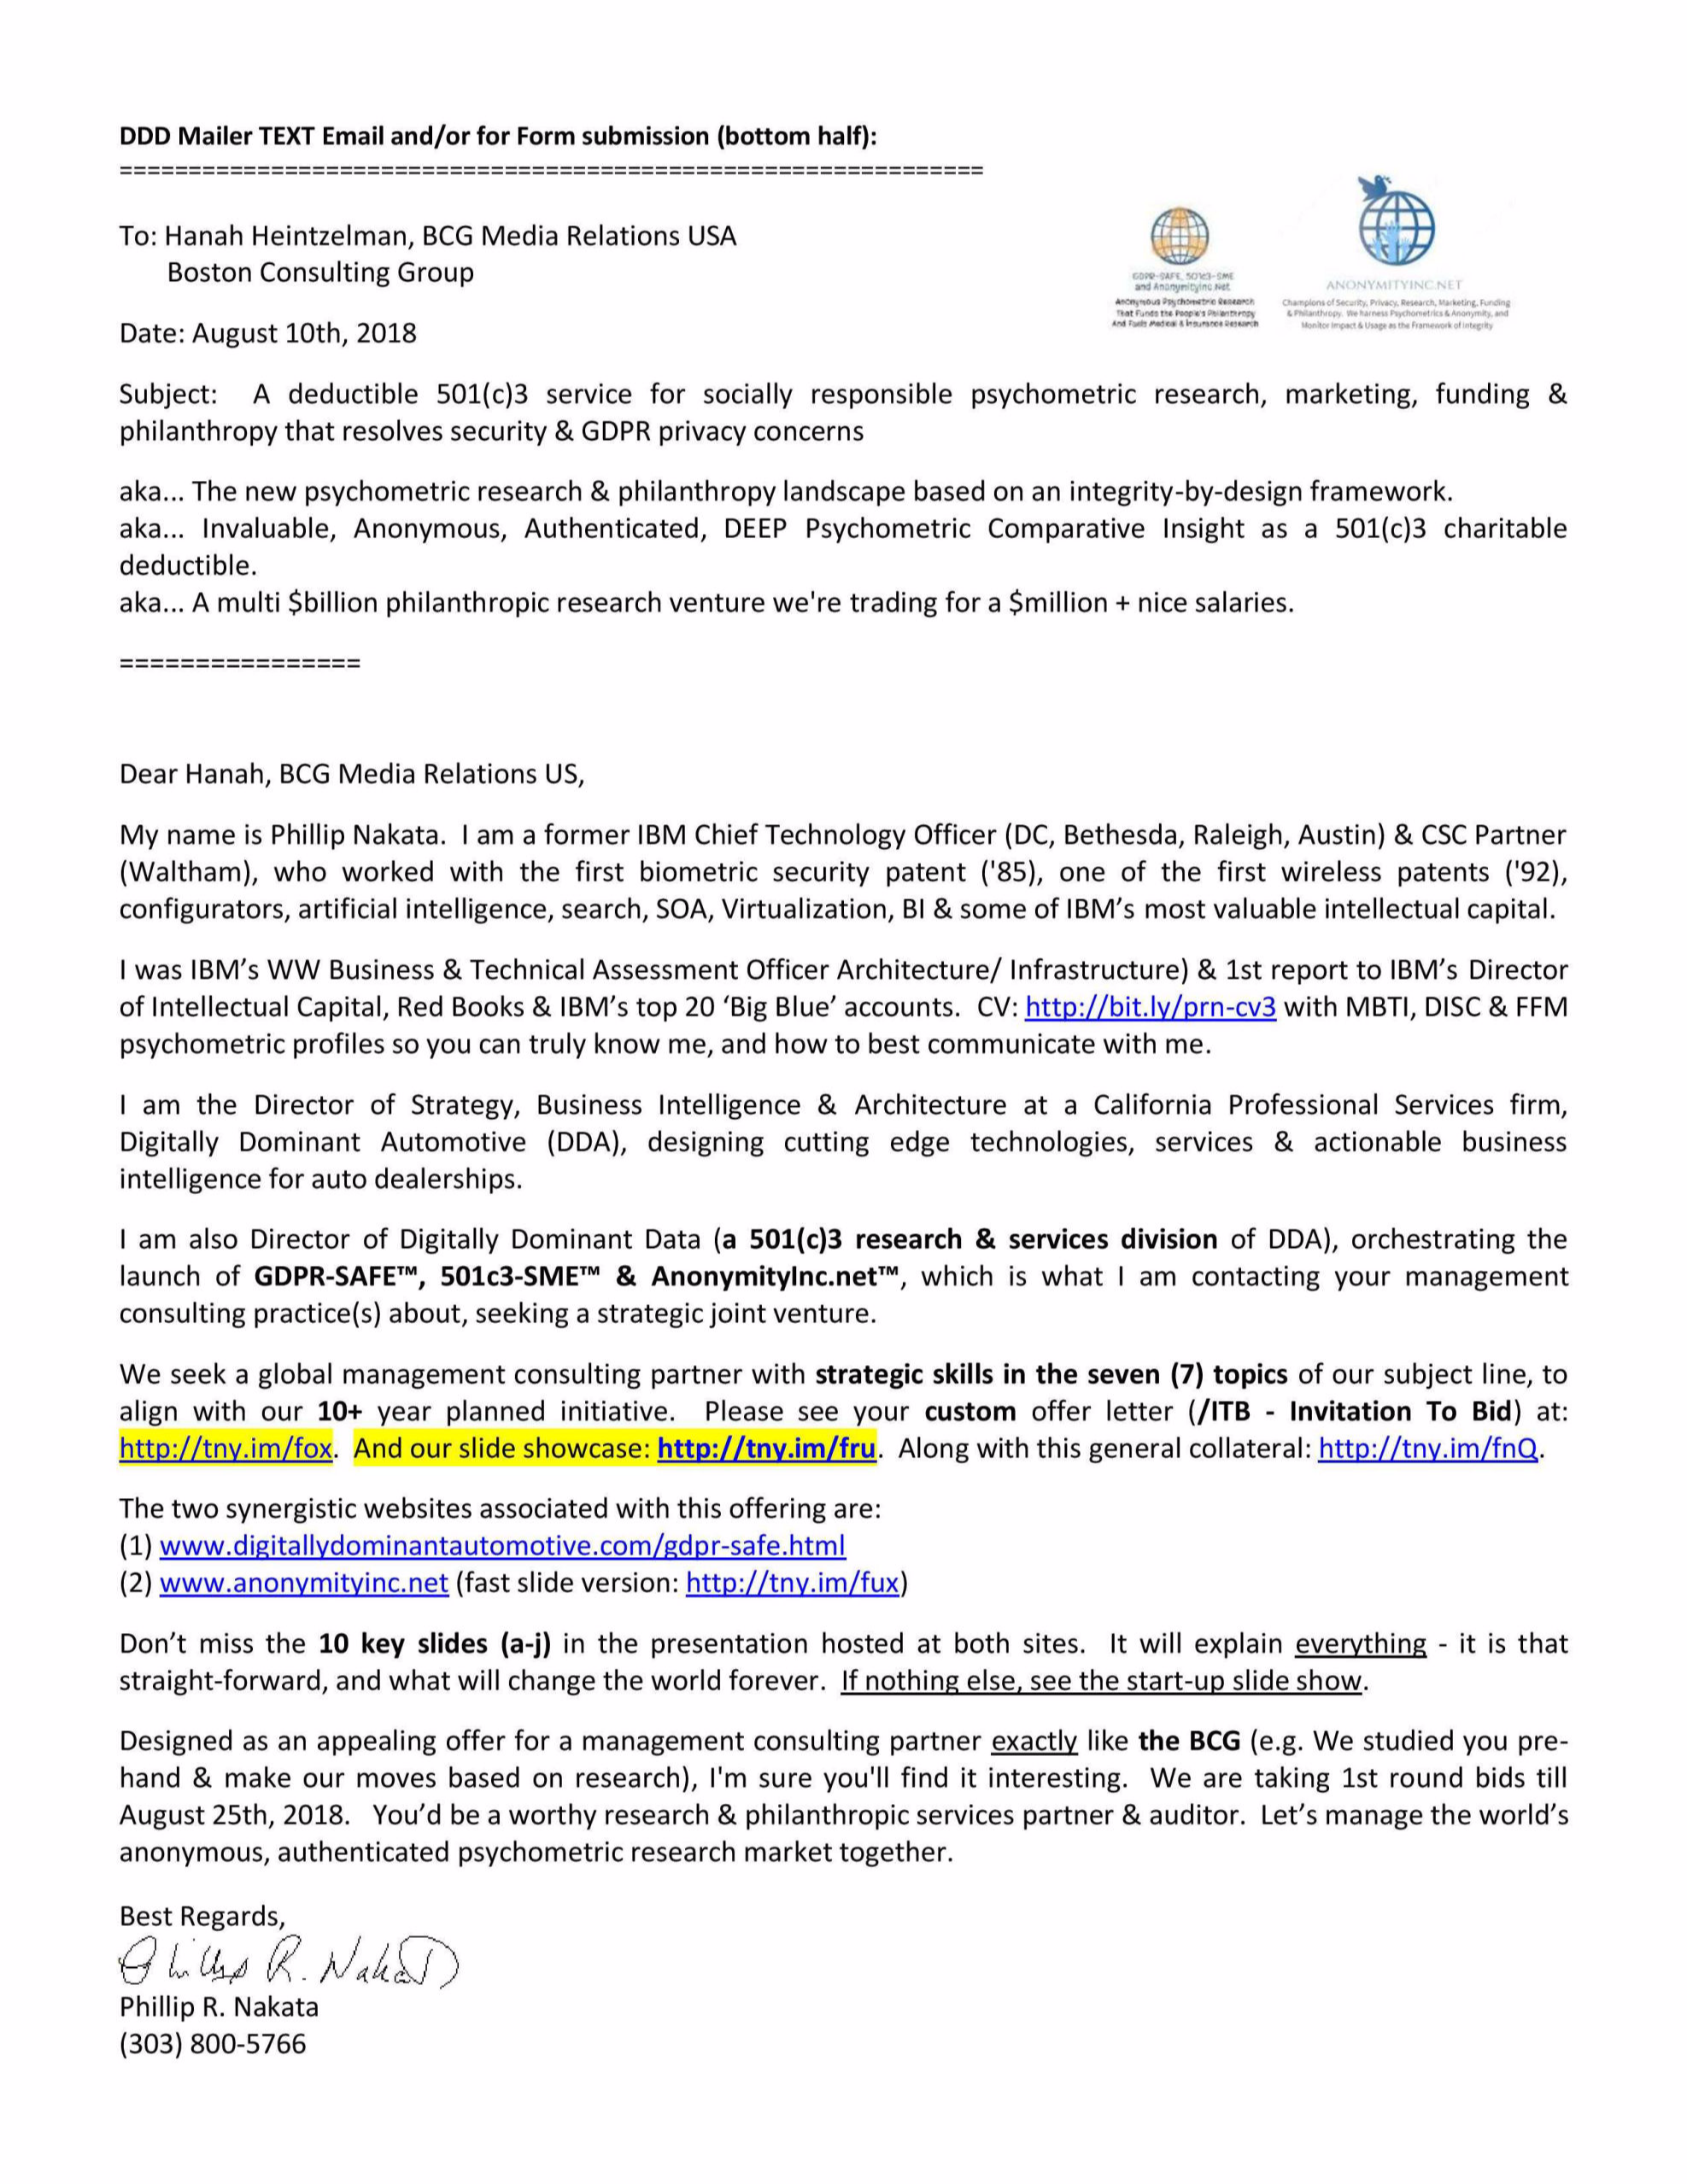 DDD Mailer TEXT Email and/or for Form submission (bottom half):
===============================================================
To: Hanah Heintzelman, BCG Media Relations USA
Boston Consulting Group
GDPR-SAFE, 501c3-SME
and AnonymityInc.Net
Anonymous Psychometric Research
That Funds the People's Philanthropy
And Fuels Medical & Insurance Research
ANONYMITYINC.NET
Champions of Security, Privacy, Research, Marketing, Funding
& Philanthropy. We harness Psychometrics & Anonymity, and
Monitor Impact & Usage as the Framework of Integrity
Date: August 10th, 2018
Subject: A deductible 501(c)3 service for socially responsible psychometric research, marketing, funding &
philanthropy that resolves security & GDPR privacy concerns
aka... The new psychometric research & philanthropy landscape based on an integrity-by-design framework.
aka... Invaluable, Anonymous, Authenticated, DEEP Psychometric Comparative Insight as a 501(c)3 charitable
deductible.
aka... A multi $billion philanthropic research venture we're trading for a $million + nice salaries.
================
Dear Hanah, BCG Media Relations US,
My name is Phillip Nakata. I am a former IBM Chief Technology Officer (DC, Bethesda, Raleigh, Austin) & CSC Partner
(Waltham), who worked with the first biometric security patent ('85), one of the first wireless patents ('92),
configurators, artificial intelligence, search, SOA, Virtualization, BI & some of IBM’s most valuable intellectual capital.
I was IBM’s WW Business & Technical Assessment Officer Architecture/ Infrastructure) & 1st report to IBM’s Director
of Intellectual Capital, Red Books & IBM’s top 20 ‘Big Blue’ accounts. CV: http://bit.ly/prn-cv3 with MBTI, DISC & FFM
psychometric profiles so you can truly know me, and how to best communicate with me.
I am the Director of Strategy, Business Intelligence & Architecture at a California Professional Services firm,
Digitally Dominant Automotive (DDA), designing cutting edge technologies, services & actionable business
intelligence for auto dealerships.
I am also Director of Digitally Dominant Data (a 501(c)3 research & services division of DDA), orchestrating the
launch of GDPR-SAFE™, 501c3-SME™ & AnonymityInc.net™, which is what I am contacting your management
consulting practice(s) about, seeking a strategic joint venture.
We seek a global management consulting partner with strategic skills in the seven (7) topics of our subject line, to
align with our 10+ year planned initiative. Please see your custom offer letter (/ITB - Invitation To Bid) at:
http://tny.im/fox. And our slide showcase: http://tny.im/fru. Along with this general collateral: http://tny.im/fnQ.
The two synergistic websites associated with this offering are:
(1) www.digitallydominantautomotive.com/gdpr-safe.html
(2) www.anonymityinc.net (fast slide version: http://tny.im/fux)
Don’t miss the 10 key slides (a-j) in the presentation hosted at both sites. It will explain everything - it is that
straight-forward, and what will change the world forever. If nothing else, see the start-up slide show.
Designed as an appealing offer for a management consulting partner exactly like the BCG (e.g. We studied you pre-
hand & make our moves based on research), I'm sure you'll find it interesting. We are taking 1st round bids till
August 25th, 2018. You’d be a worthy research & philanthropic services partner & auditor. Let’s manage the world’s
anonymous, authenticated psychometric research market together.
Best Regards,
Phillip R. Nakata
Phillip R. Nakata
(303) 800-5766